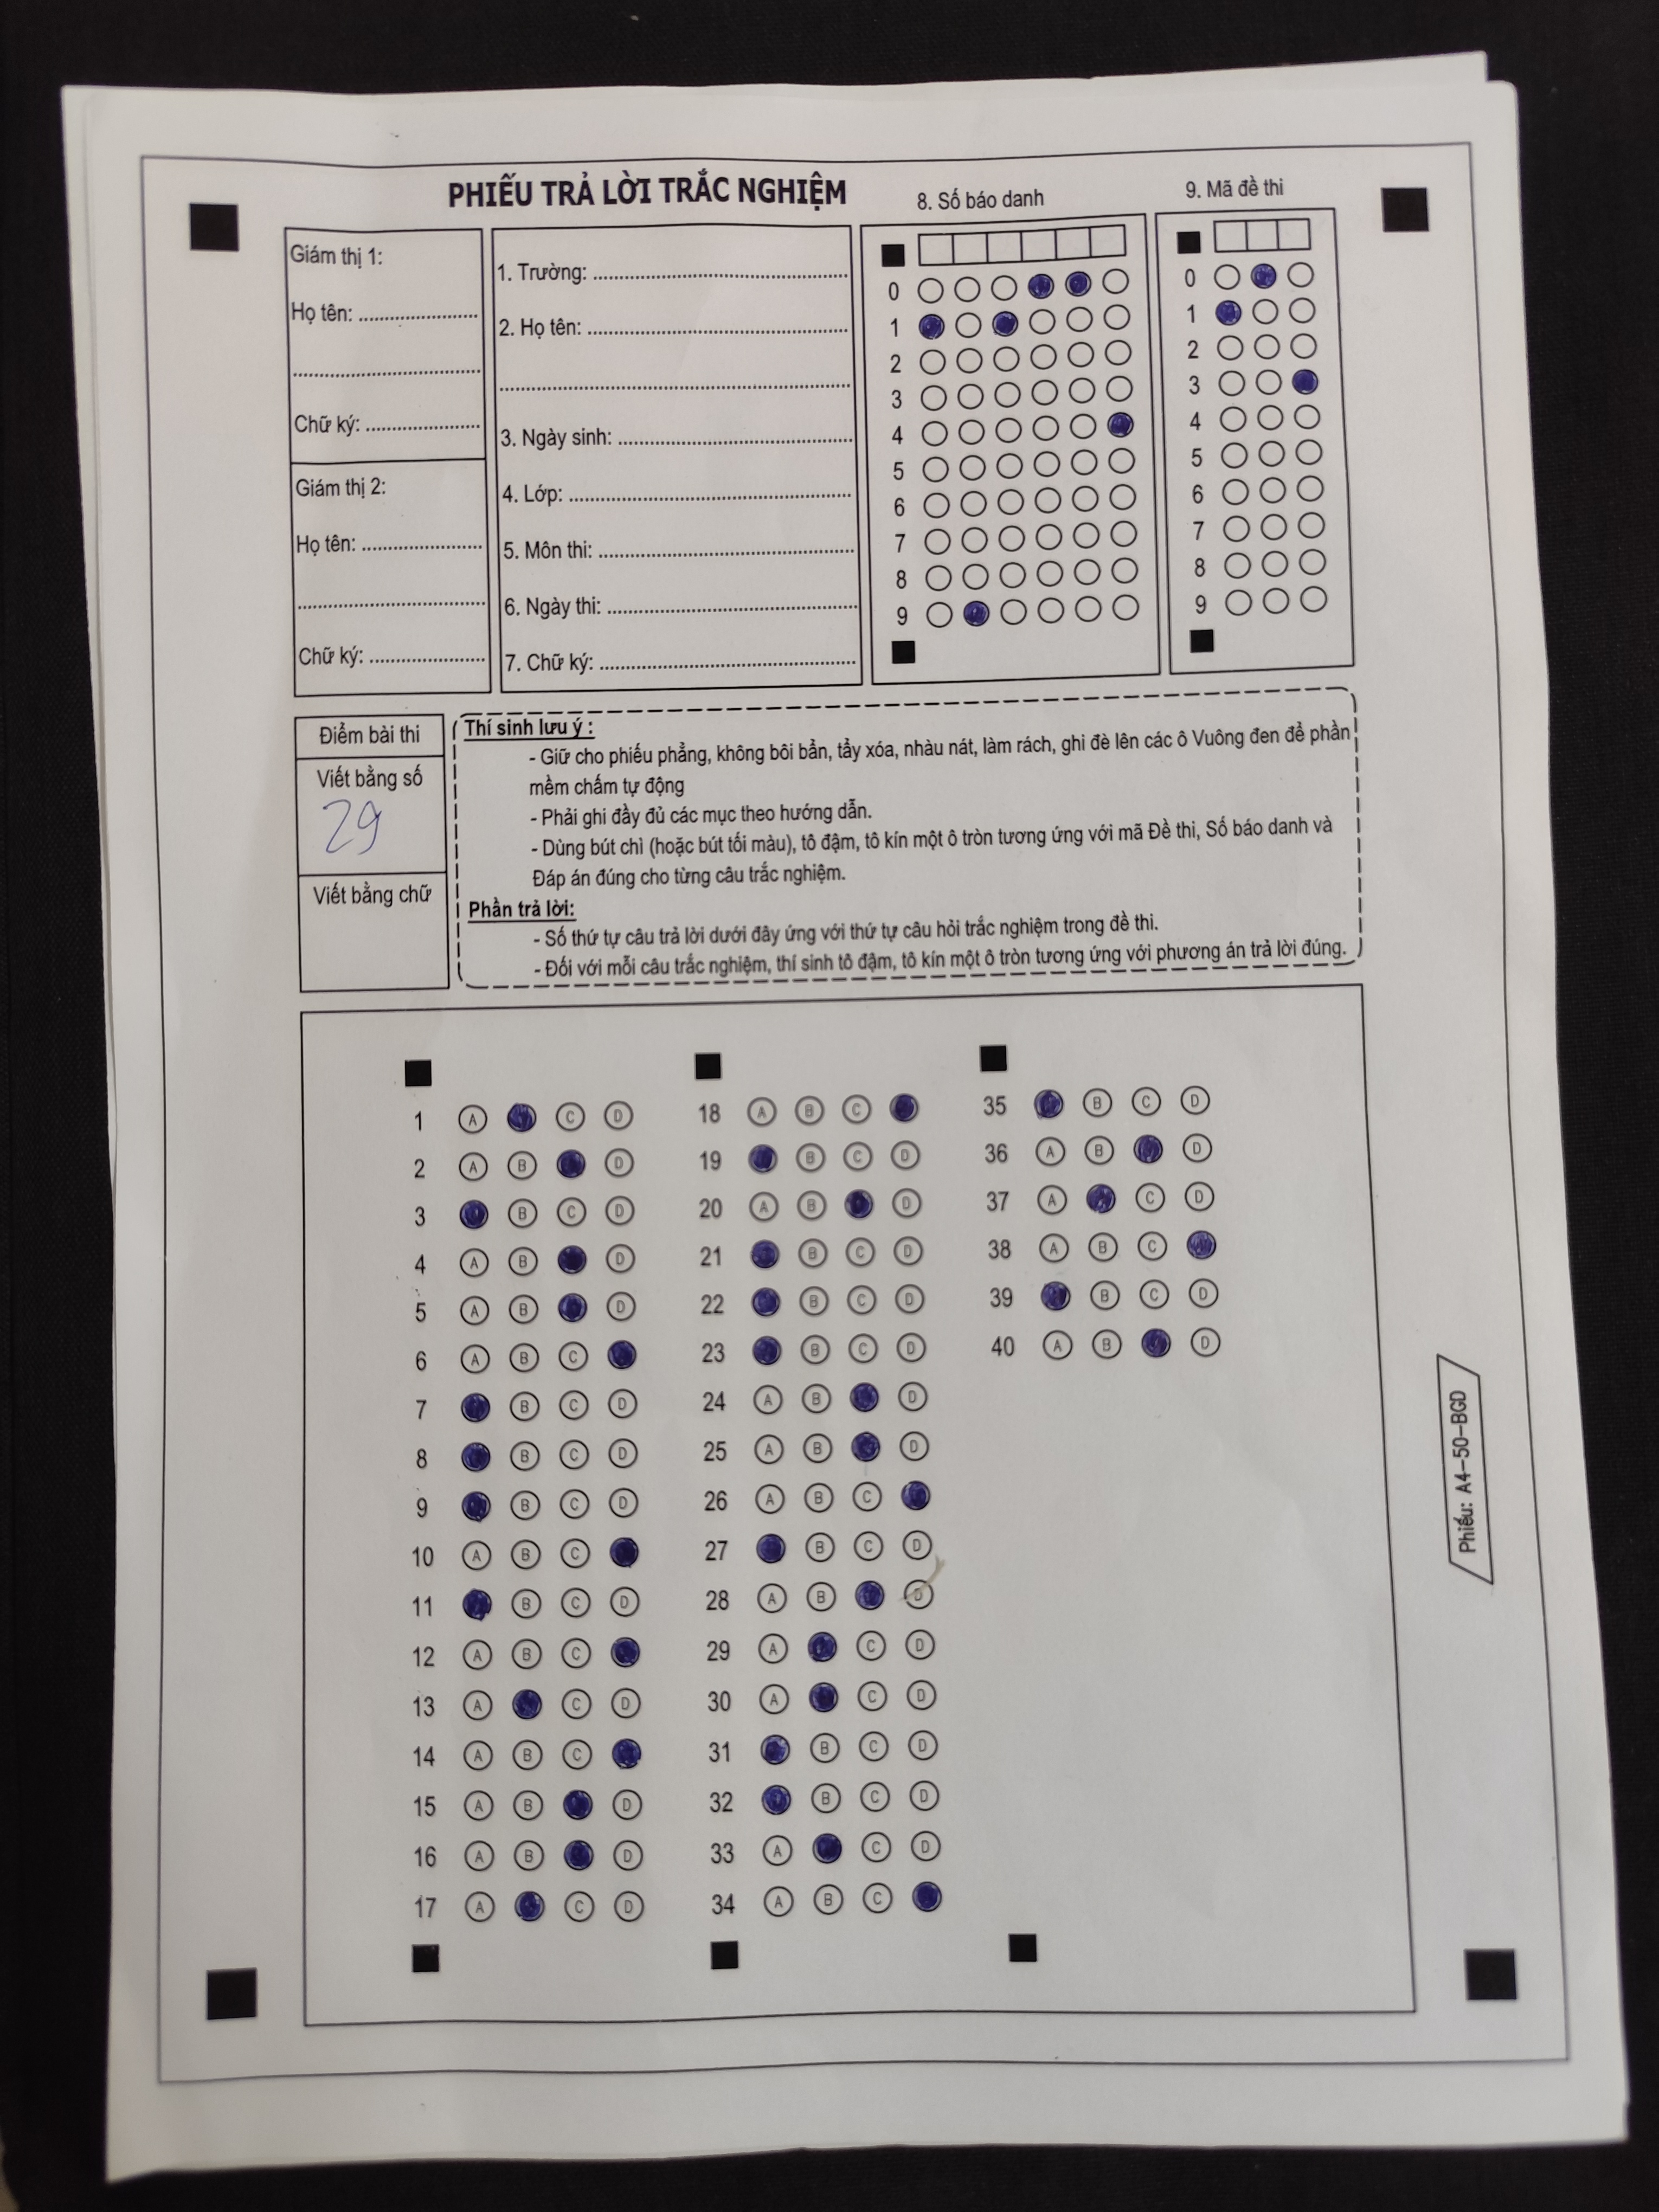 PHIẾU TRẢ LỜI TRẮC NGHIỆM
8. Số báo danh
9. Mã đề thi
Giám thị 1:
Họ tên: ......................
..................................
Chữ ký: ......................
Giám thị 2:
Họ tên: ......................
..................................
Chữ ký: ......................
1. Trường: ..............................................
2. Họ tên: ..............................................
................................................................
3. Ngày sinh: ..........................................
4. Lớp: ..................................................
5. Môn thi: .............................................
6. Ngày thi: ............................................
7. Chữ ký: .............................................
0
1
2
3
4
5
6
7
8
9
0
1
2
3
4
5
6
7
8
9
Điểm bài thi
Viết bằng số
29
Viết bằng chữ
Thí sinh lưu ý :
- Giữ cho phiếu phẳng, không bôi bẩn, tẩy xóa, nhàu nát, làm rách, ghi đè lên các ô Vuông đen để phần
mềm chấm tự động
- Phải ghi đầy đủ các mục theo hướng dẫn.
- Dùng bút chì (hoặc bút tối màu), tô đậm, tô kín một ô tròn tương ứng với mã Đề thi, Số báo danh và
Đáp án đúng cho từng câu trắc nghiệm.
Phần trả lời:
- Số thứ tự câu trả lời dưới đây ứng với thứ tự câu hỏi trắc nghiệm trong đề thi.
- Đối với mỗi câu trắc nghiệm, thí sinh tô đậm, tô kín một ô tròn tương ứng với phương án trả lời đúng.
1 A C D
2 A B D
3 B C D
4 A B D
5 A B D
6 A B C
7 B C D
8 B C D
9 B C D
10 A B C
11 B C D
12 A B C
13 A C D
14 A B C
15 A B D
16 A B D
17 A C D
18 A B C
19 B C D
20 A B D
21 B C D
22 B C D
23 B C D
24 A B D
25 A B D
26 A B C
27 B C D
28 A B D
29 A C D
30 A C D
31 B C D
32 B C D
33 A C D
34 A B C
35 B C D
36 A B D
37 A C D
38 A B C
39 B C D
40 A B D
Phiếu: A4-50-BGD